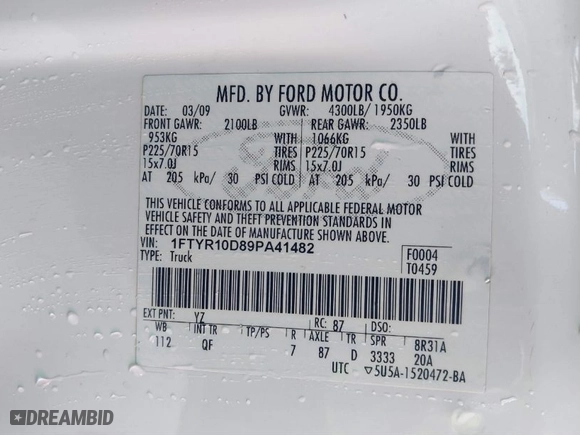 MFD. BY FORD MOTOR CO.
DATE: 03/09 GVWR: 4300LB/ 1950KG
FRONT GAWR: 2100LB REAR GAWR: 2350LB
953KG WITH 1066KG WITH
P225/70R15 TIRES P225/70R15 TIRES
15x7.0J RIMS 15x7.0J RIMS
AT 205 kPa/ 30 PSI COLD AT 205 kPa/ 30 PSI COLD
THIS VEHICLE CONFORMS TO ALL APPLICABLE FEDERAL MOTOR
VEHICLE SAFETY AND THEFT PREVENTION STANDARDS IN
EFFECT ON THE DATE OF MANUFACTURE SHOWN ABOVE.
VIN: 1FTYR10D89PA41482 F0004
TYPE: Truck T0459
EXT PNT: YZ RC: 87 DSO:
WB INT TR TP/PS R AXLE TR SPR 8R31A
112 QF 7 87 D 3333 20A
UTC ▽5U5A-1520472-BA
DREAMBID